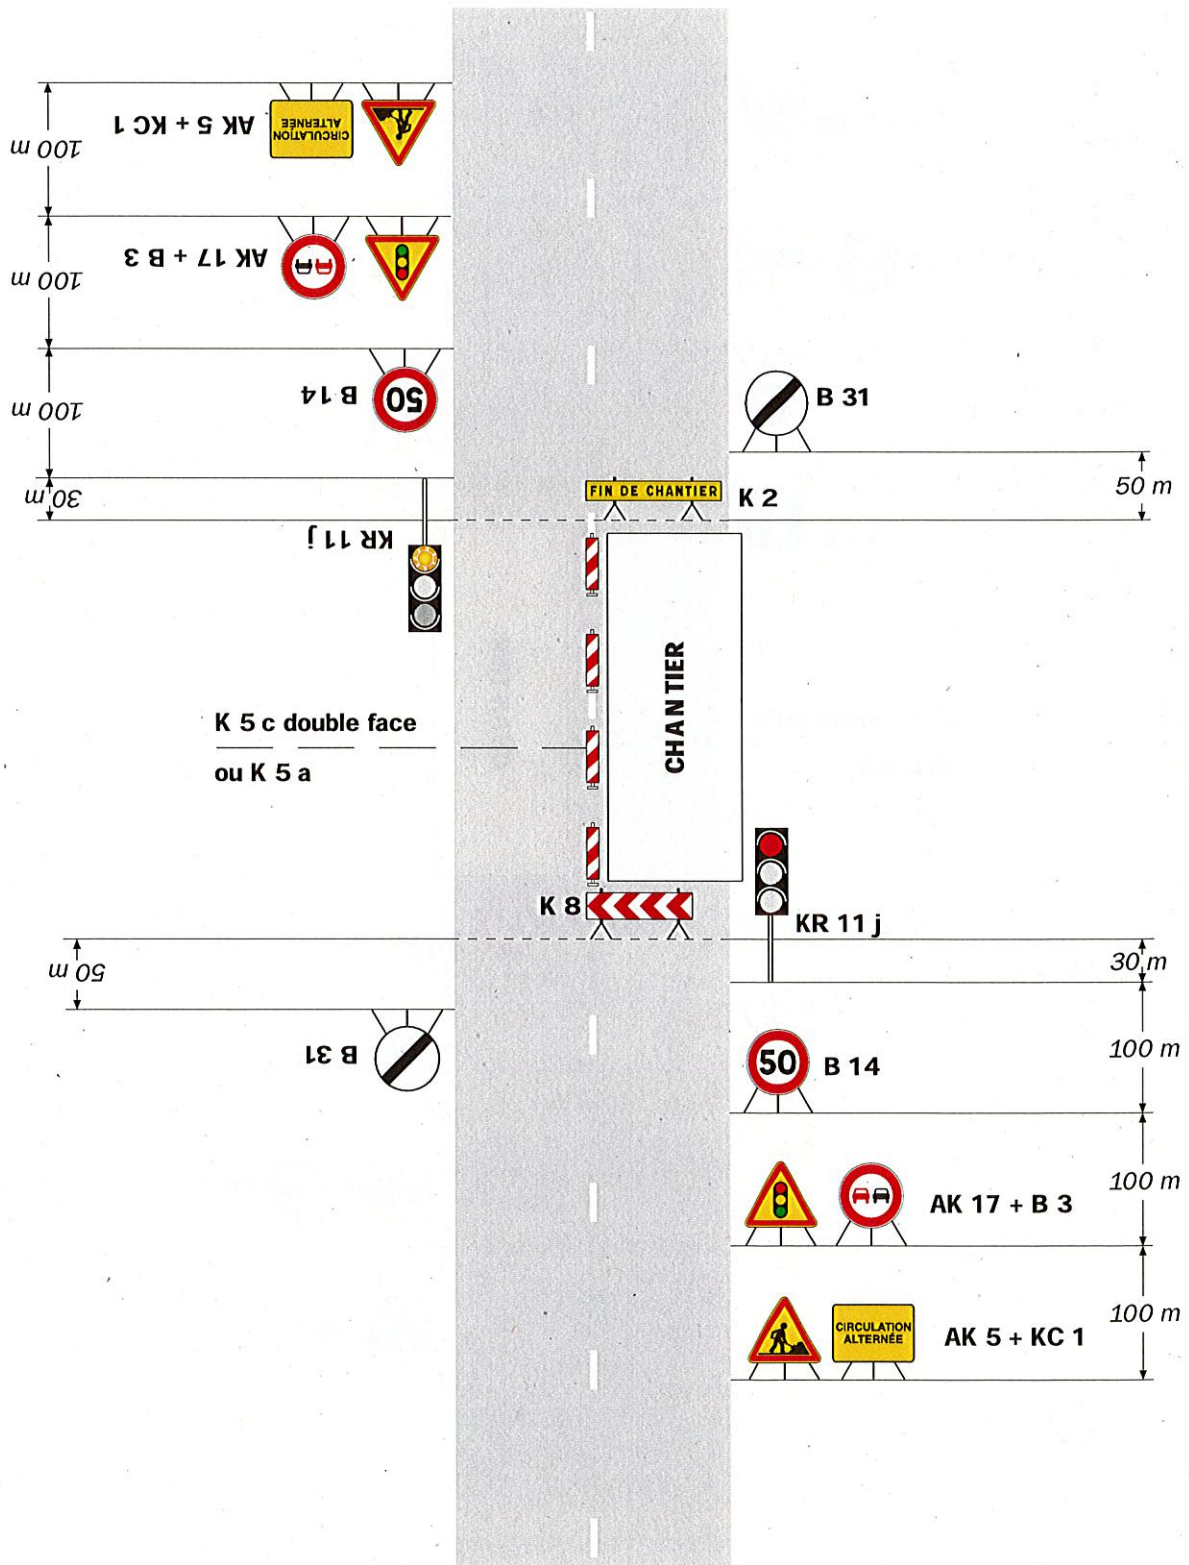 AK 5 + KC 1
CIRCULATION
ALTERNÉE
100 m
AK 17 + B 3
100 m
B 14
50
100 m
B 31
50 m
30 m
KR 11 j
FIN DE CHANTIER
K 2
CHANTIER
K 5 c double face
ou K 5 a
K 8
KR 11 j
30 m
50 m
B 31
50
B 14
100 m
AK 17 + B 3
100 m
CIRCULATION
ALTERNÉE
AK 5 + KC 1
100 m